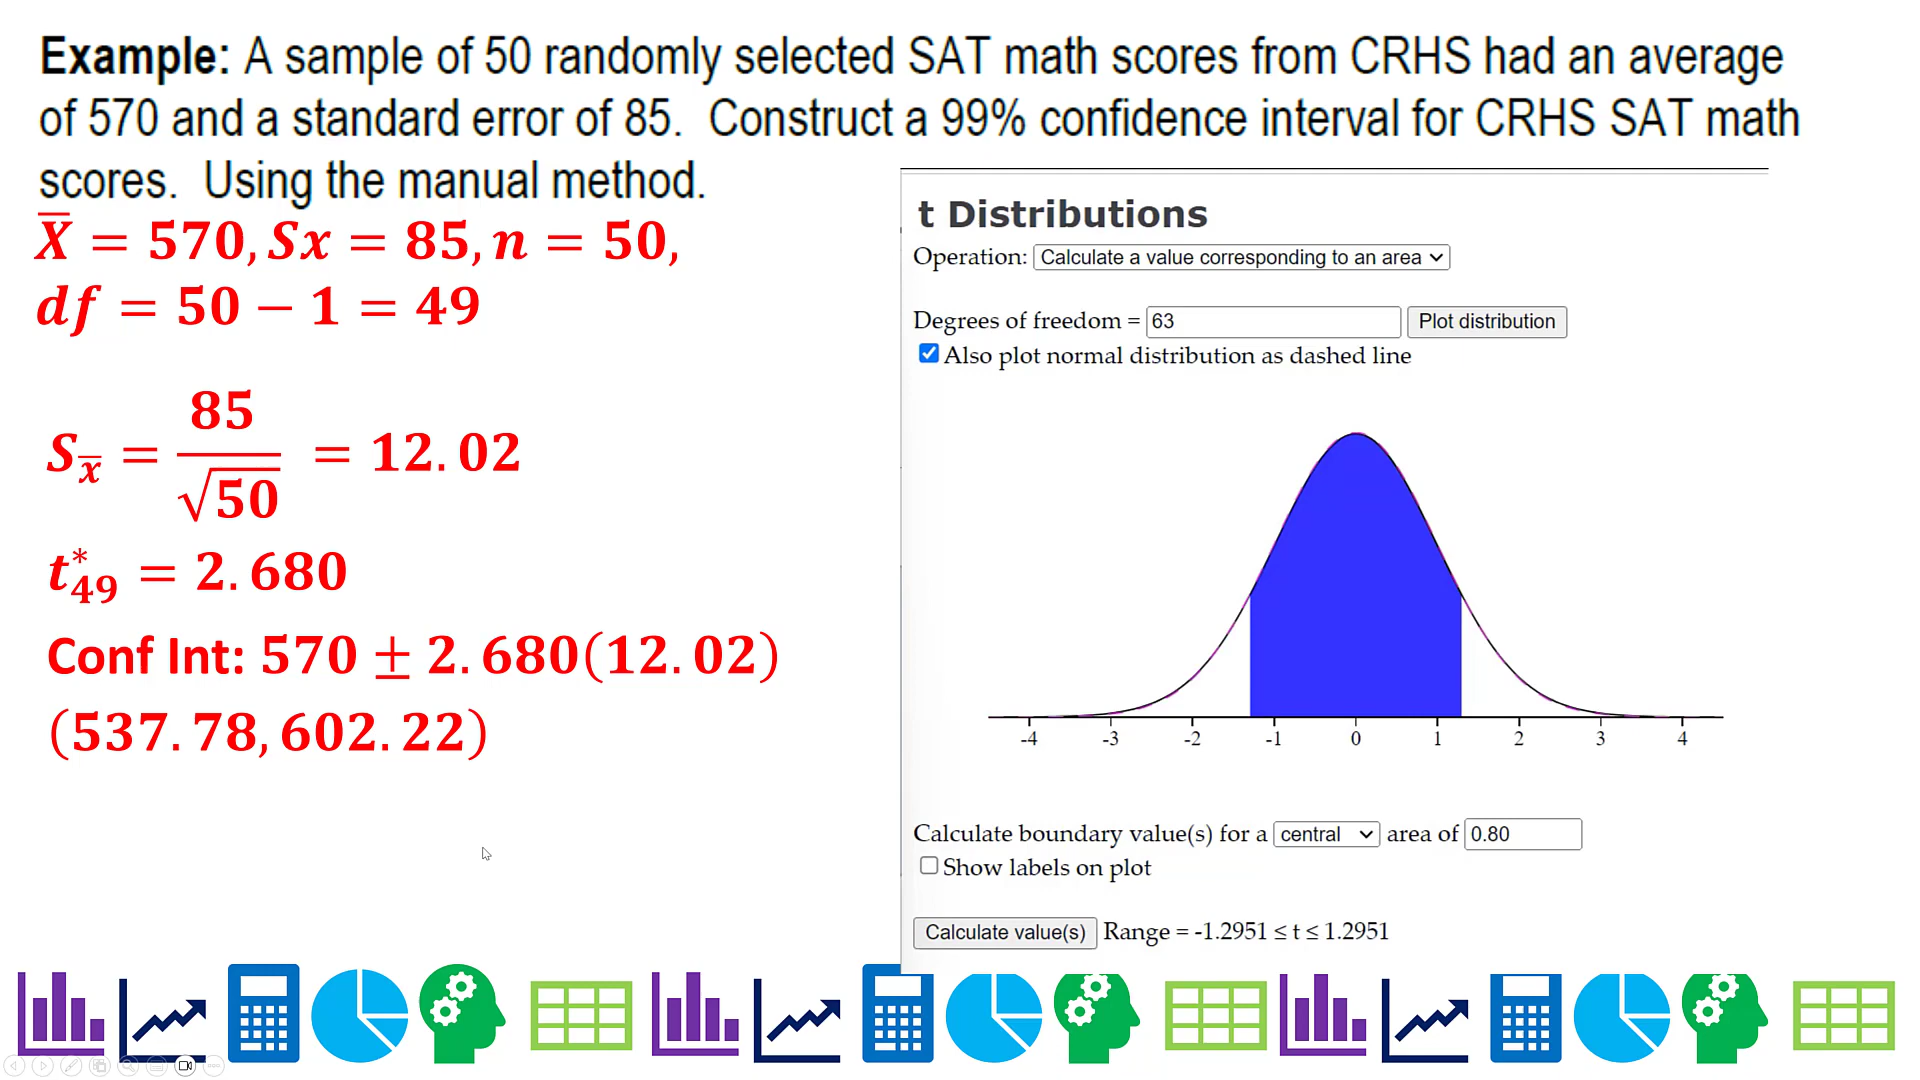 Example: A sample of 50 randomly selected SAT math scores from CRHS had an average
of 570 and a standard error of 85. Construct a 99% confidence interval for CRHS SAT math
scores. Using the manual method.
X̅ = 570, Sx = 85, n = 50,
df = 50 − 1 = 49
S_x̅ = 85/√50 = 12.02
t*₄₉ = 2.680
Conf Int: 570 ± 2.680(12.02)
(537.78, 602.22)
t Distributions
Operation: Calculate a value corresponding to an area
Degrees of freedom = 63 Plot distribution
Also plot normal distribution as dashed line
-4 -3 -2 -1 0 1 2 3 4
Calculate boundary value(s) for a central area of 0.80
Show labels on plot
Calculate value(s) Range = -1.2951 ≤ t ≤ 1.2951